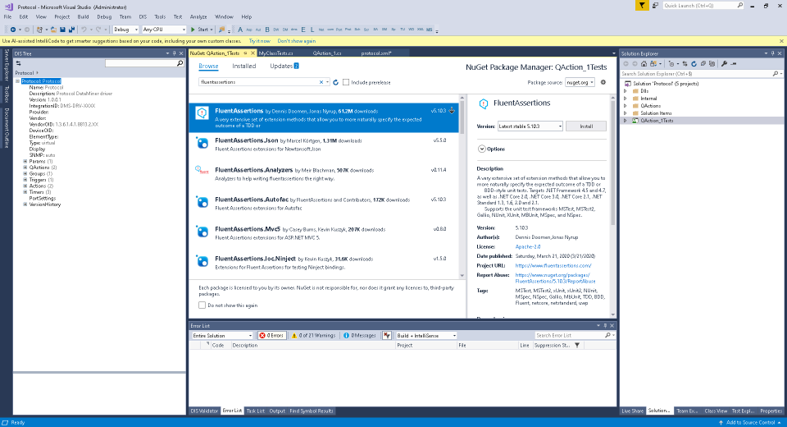 Protocol - Microsoft Visual Studio (Administrator)
Quick Launch (Ctrl+Q)
File Edit View Project Build Debug Team DIS Tools Test Analyze Window Help
Sign in
Debug Any CPU Start
Use AI-assisted IntelliCode to get smarter suggestions based on your code, including your own custom classes. Try it now Don't show again
Server Explorer
Toolbox
Document Outline
DIS Tree
Protocol
Protocol: Protocol
Name: Protocol
Description: Protocol DataMiner driver
Version: 1.0.0.1
IntegrationID: DMS-DRV-XXXX
Provider:
Vendor:
VendorOID: 1.3.6.1.4.1.8813.2.XX
DeviceOID:
ElementType:
Type: virtual
Display
SNMP: auto
Params (1)
QActions (2)
Groups (1)
Triggers (1)
Actions (2)
Timers (3)
PortSettings
VersionHistory
NuGet: QAction_1Tests MyClassTests.cs QAction_1.cs protocol.xml*
Browse Installed Updates 2
NuGet Package Manager: QAction_1Tests
fluentassertions
Include prerelease
Package source: nuget.org
FluentAssertions by Dennis Doomen, Jonas Nyrup, 61.2M downloads v5.10.3
A very extensive set of extension methods that allow you to more naturally specify the expected outcome of a TDD or
FluentAssertions.Json by Marcel Körtgen, 1.31M downloads v5.5.0
Fluent Assertions extensions for Newtonsoft.Json
FluentAssertions.Analyzers by Meir Blachman, 507K downloads v0.11.4
Analyzers to help writing fluentassertions the right way.
FluentAssertions.Autofac by FluentAssertions and Contributors, 172K downloads v5.10.3
Fluent Assertions extensions for Autofac
FluentAssertions.Mvc5 by Casey Burns, Kevin Kuszyk, 207K downloads
Fluent Assertions extensions for ASP.NET MVC 5.
FluentAssertions.Ioc.Ninject by Kevin Kuszyk, 31.6K downloads v1.5.0
Extensions for Fluent Assertions for testing Ninject bindings.
Each package is licensed to you by its owner. NuGet is not responsible for, nor does it grant any licenses to, third-party packages.
Do not show this again
FluentAssertions
Version: Latest stable 5.10.3 Install
Options
Description
A very extensive set of extension methods that allow you to more naturally specify the expected outcome of a TDD or
BDD-style unit tests. Targets .NET Framework 4.5 and 4.7,
as well as .NET Core 2.0, .NET Core 3.0, .NET
Standard 1.3, 1.6, 2.0 and 2.1.
Supports the unit test frameworks MSTest, MSTest2,
Gallio, NUnit, XUnit, MBUnit, MSpec, and NSpec.
Version: 5.10.3
Author(s): Dennis Doomen, Jonas Nyrup
License: Apache-2.0
Date published: Saturday, March 21, 2020 (3/21/2020)
Project URL: https://www.fluentassertions.com/
Report Abuse: https://www.nuget.org/packages/
FluentAssertions/5.10.3/ReportAbuse
Tags: MSTest, MSTest2, xUnit, xUnit2, NUnit,
MSpec, NSpec, Gallio, MbUnit, TDD, BDD,
Fluent, netcore, netstandard, uwp
Error List
Entire Solution 0 Errors 0 of 21 Warnings 0 Messages Build + IntelliSense Search Error List
Code Description Project File Line Suppression St...
DIS Validator Error List Task List Output Find Symbol Results
Solution Explorer
Search Solution Explorer (Ctrl+$)
Solution 'Protocol' (5 projects)
Dlls
Internal
QActions
Solution Items
QAction_1Tests
Live Share Solution... Team Ex... Class View Test Expl... Properties
Ready
Add to Source Control